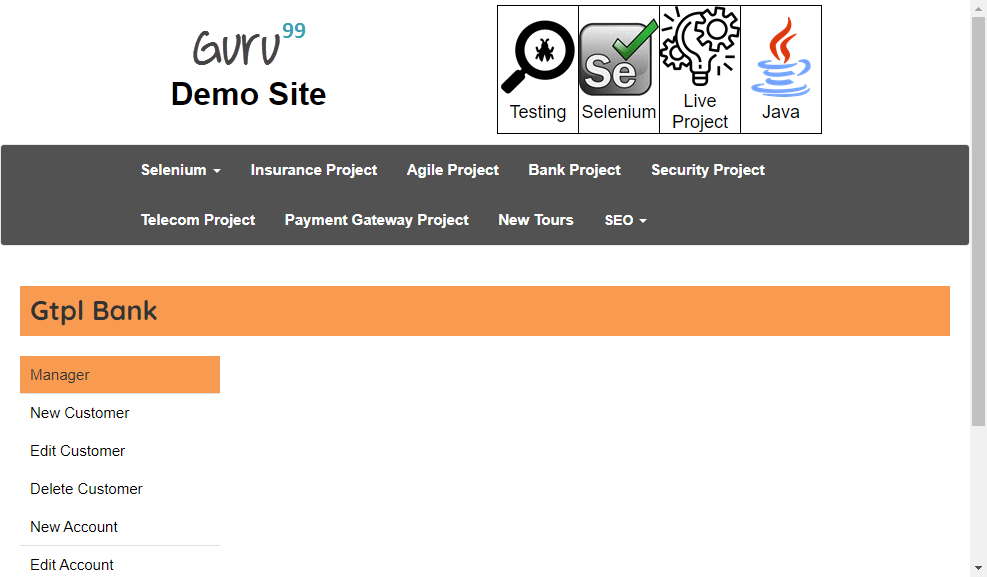 Guru99
Demo Site
Testing
Se
Selenium
Live
Project
Java
Selenium
Insurance Project
Agile Project
Bank Project
Security Project
Telecom Project
Payment Gateway Project
New Tours
SEO
Gtpl Bank
Manager
New Customer
Edit Customer
Delete Customer
New Account
Edit Account